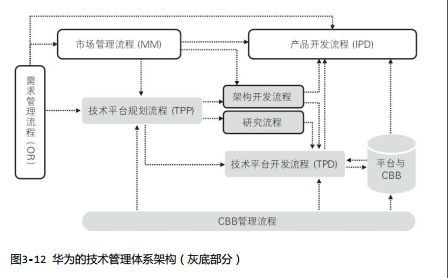 市场管理流程 (MM)
产品开发流程 (IPD)
需求管理流程(OR)
架构开发流程
技术平台规划流程 (TPP)
研究流程
技术平台开发流程 (TPD)
平台与
CBB
CBB管理流程
图3-12 华为的技术管理体系架构（灰底部分）